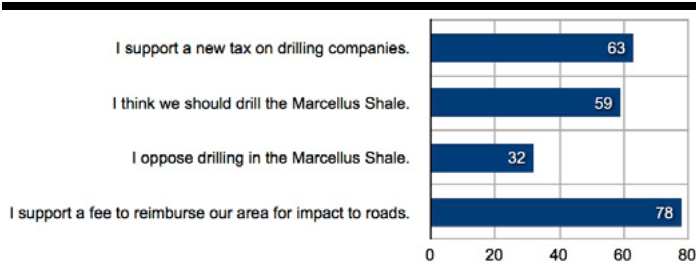 I support a new tax on drilling companies.
63
I think we should drill the Marcellus Shale.
59
I oppose drilling in the Marcellus Shale.
32
I support a fee to reimburse our area for impact to roads.
78
0 20 40 60 80